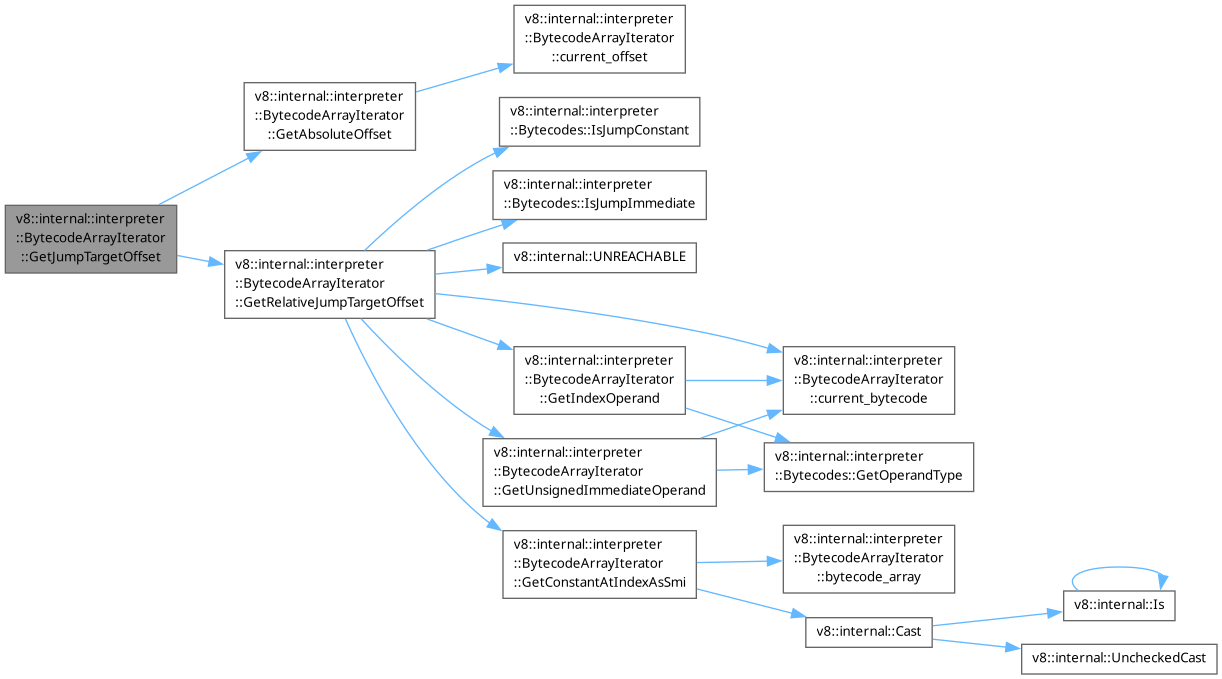 v8::internal::interpreter
::BytecodeArrayIterator
::GetJumpTargetOffset
v8::internal::interpreter
::BytecodeArrayIterator
::GetAbsoluteOffset
v8::internal::interpreter
::BytecodeArrayIterator
::current_offset
v8::internal::interpreter
::BytecodeArrayIterator
::GetRelativeJumpTargetOffset
v8::internal::interpreter
::Bytecodes::IsJumpConstant
v8::internal::interpreter
::Bytecodes::IsJumpImmediate
v8::internal::UNREACHABLE
v8::internal::interpreter
::BytecodeArrayIterator
::GetIndexOperand
v8::internal::interpreter
::BytecodeArrayIterator
::current_bytecode
v8::internal::interpreter
::BytecodeArrayIterator
::GetUnsignedImmediateOperand
v8::internal::interpreter
::Bytecodes::GetOperandType
v8::internal::interpreter
::BytecodeArrayIterator
::GetConstantAtIndexAsSmi
v8::internal::interpreter
::BytecodeArrayIterator
::bytecode_array
v8::internal::Cast
v8::internal::Is
v8::internal::UncheckedCast